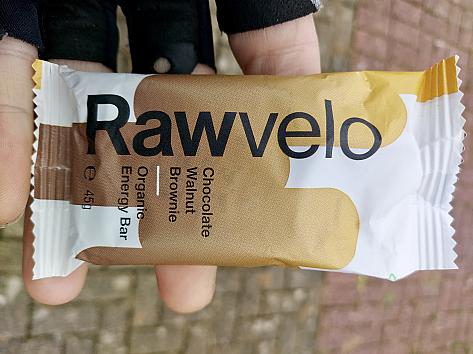 Rawvelo
Chocolate
Walnut
Brownie
Organic
Energy Bar
℮ 45g